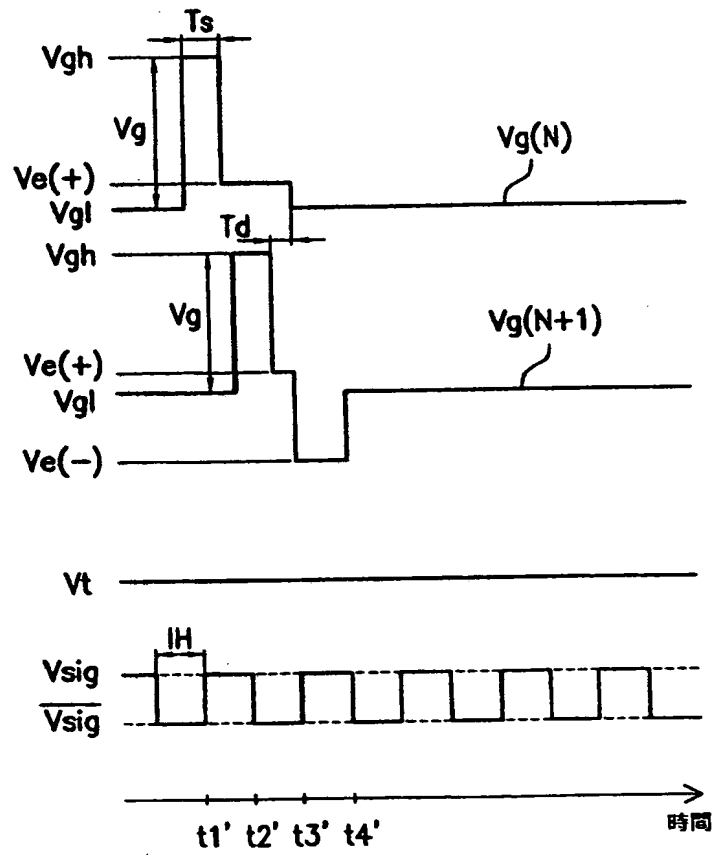 Ts
Vgh
Vg
Vg(N)
Ve(+)
Vgl
Td
Vgh
Vg
Vg(N+1)
Ve(+)
Vgl
Ve(-)
Vt
1H
Vsig
Vsig
t1' t2' t3' t4'
時間